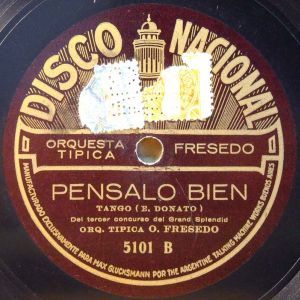 DISCO NACIONAL
ORQUESTA TIPICA
FRESEDO
PENSALO BIEN
TANGO (E. DONATO)
Del tercer concurso del Grand Splendid
ORQ. TIPICA O. FRESEDO
5101 B
MANUFACTURADO EXCLUSIVAMENTE PARA MAX GLUCKSMANN POR THE ARGENTINE TALKING MACHINE WORKS BUENOS AIRES